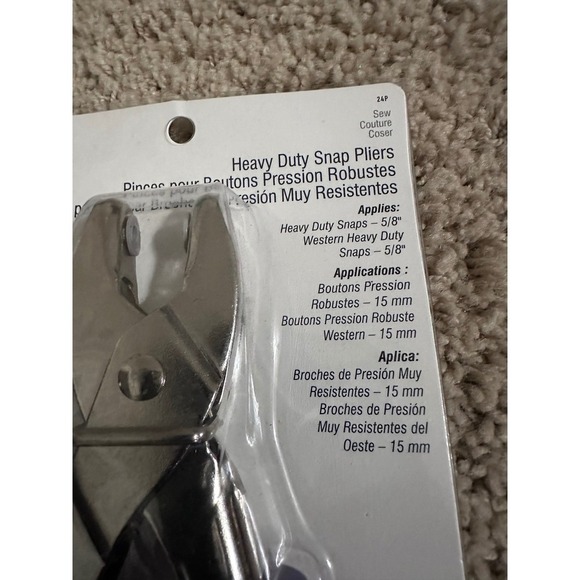 24P
Sew
Couture
Coser
Heavy Duty Snap Pliers
Pinces pour Boutons Pression Robustes
para Broches de Presión Muy Resistentes
Applies:
Heavy Duty Snaps – 5/8"
Western Heavy Duty
Snaps – 5/8"
Applications :
Boutons Pression
Robustes – 15 mm
Boutons Pression Robuste
Western – 15 mm
Aplica:
Broches de Presión Muy
Resistentes – 15 mm
Broches de Presión
Muy Resistentes del
Oeste – 15 mm